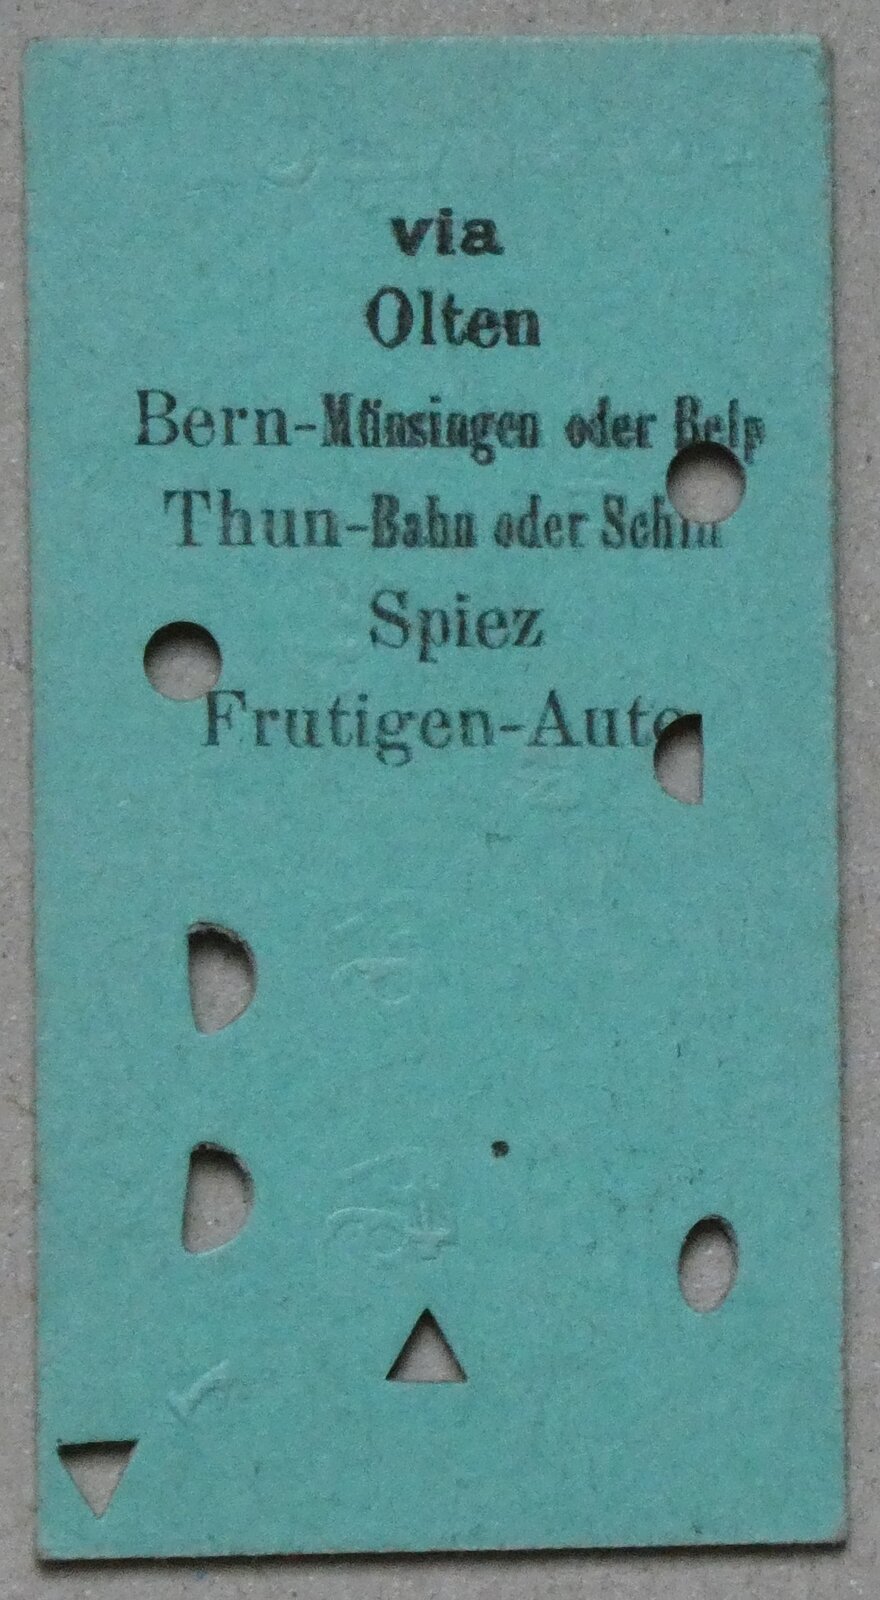 via
Olten
Bern-Münsingen oder Belp
Thun-Bahn oder Schiff
Spiez
Frutigen-Auto